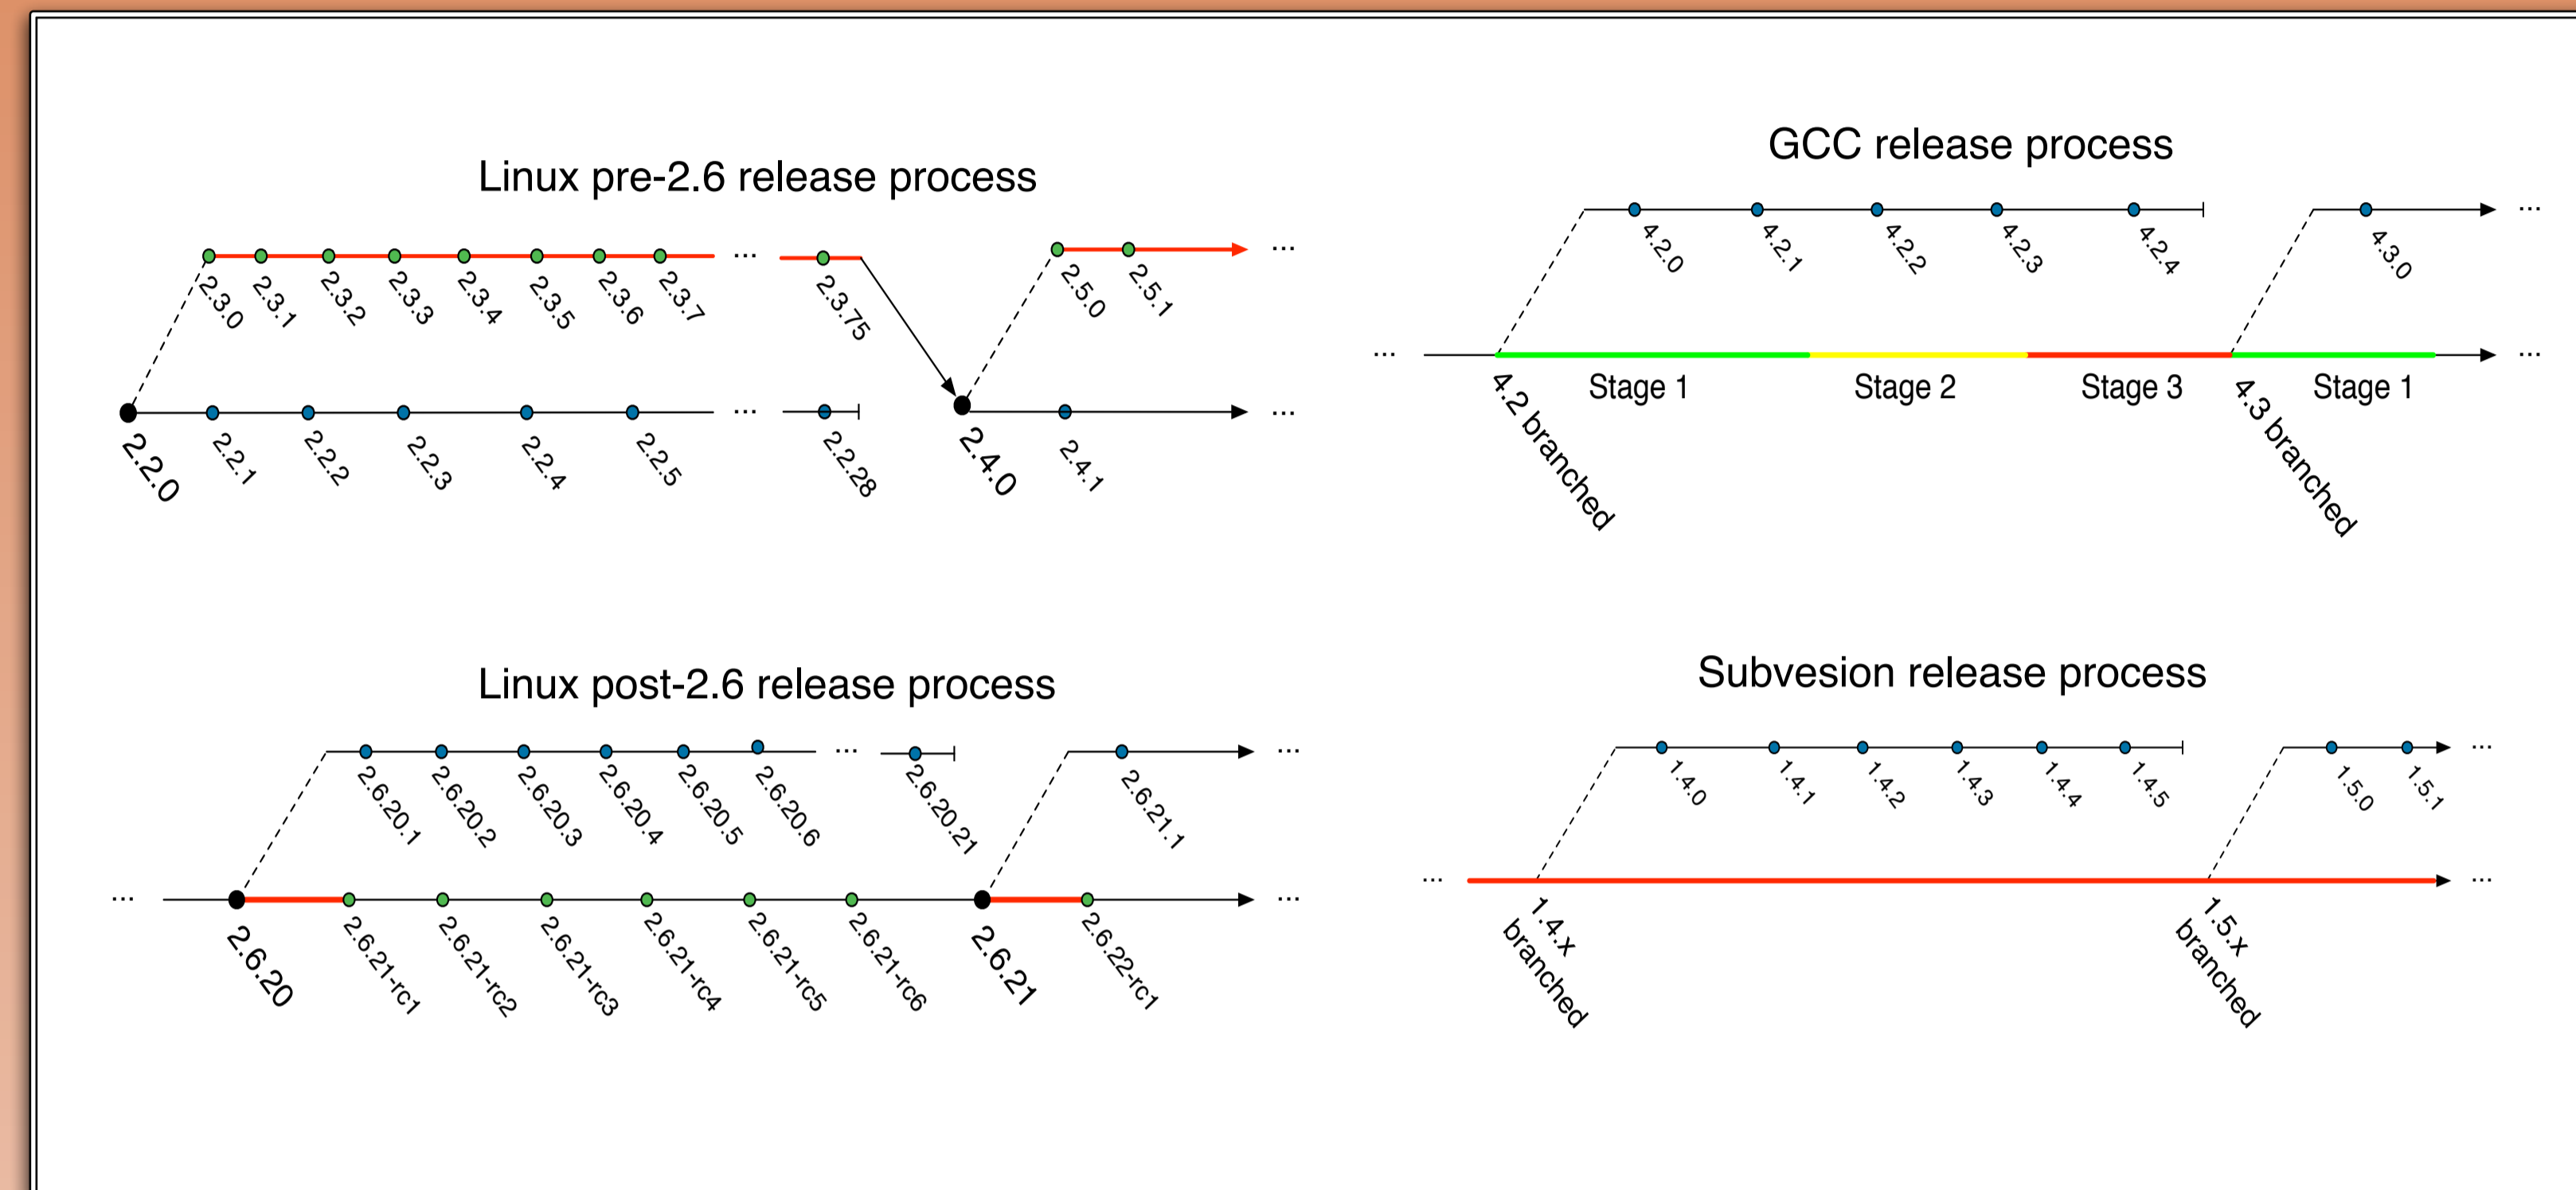 Linux pre-2.6 release process
2.3.0
2.3.1
2.3.2
2.3.3
2.3.4
2.3.5
2.3.6
2.3.7
...
2.3.75
2.5.0
2.5.1
...
2.2.0
2.2.1
2.2.2
2.2.3
2.2.4
2.2.5
...
2.2.28
2.4.0
2.4.1
...
GCC release process
4.2.0
4.2.1
4.2.2
4.2.3
4.2.4
4.3.0
...
...
4.2 branched
Stage 1
Stage 2
Stage 3
4.3 branched
Stage 1
...
Linux post-2.6 release process
2.6.20.1
2.6.20.2
2.6.20.3
2.6.20.4
2.6.20.5
2.6.20.6
...
2.6.20.21
2.6.21.1
...
...
2.6.20
2.6.21-rc1
2.6.21-rc2
2.6.21-rc3
2.6.21-rc4
2.6.21-rc5
2.6.21-rc6
2.6.21
2.6.22-rc1
...
Subvesion release process
1.4.0
1.4.1
1.4.2
1.4.3
1.4.4
1.4.5
1.5.0
1.5.1
...
...
1.4.x
branched
1.5.x
branched
...